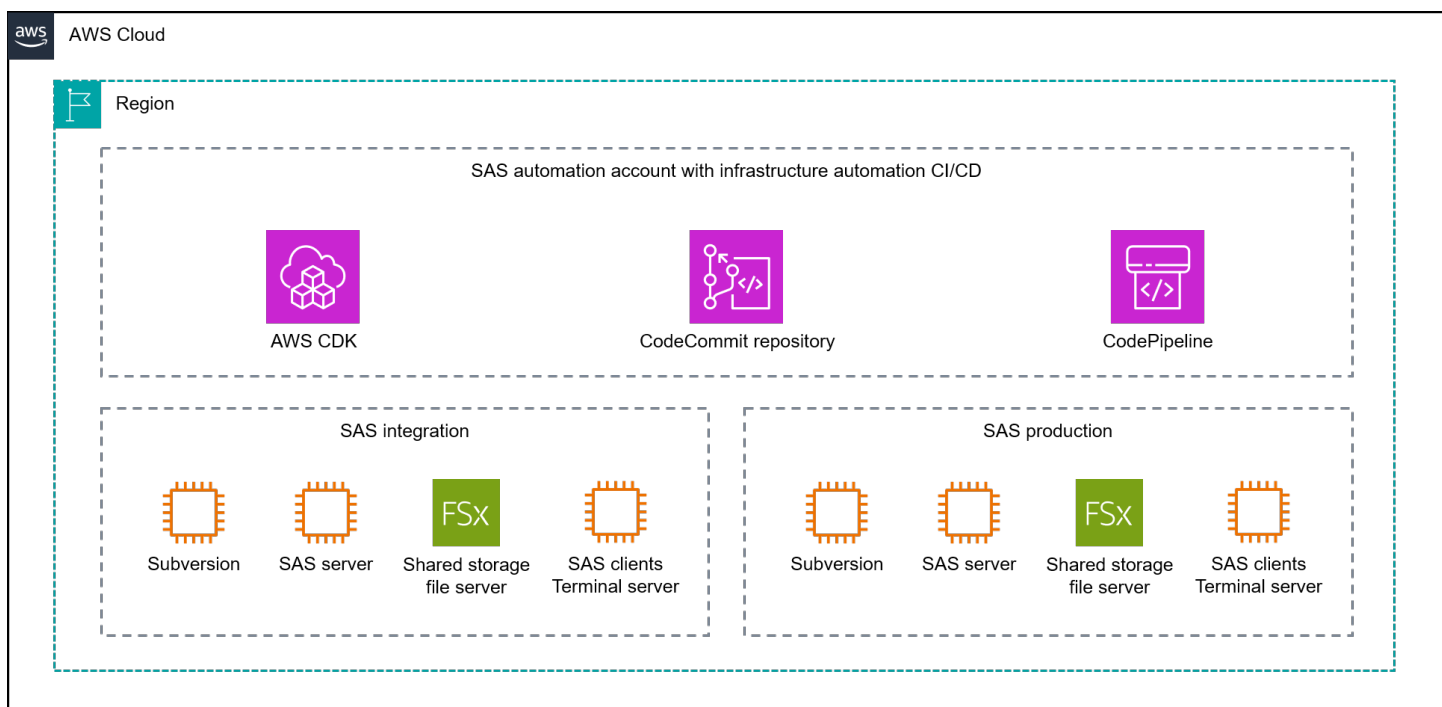 aws
AWS Cloud
Region
SAS automation account with infrastructure automation CI/CD
</>
</>
AWS CDK
CodeCommit repository
CodePipeline
SAS integration
FSx
Subversion
SAS server
Shared storage
file server
SAS clients
Terminal server
SAS production
FSx
Subversion
SAS server
Shared storage
file server
SAS clients
Terminal server